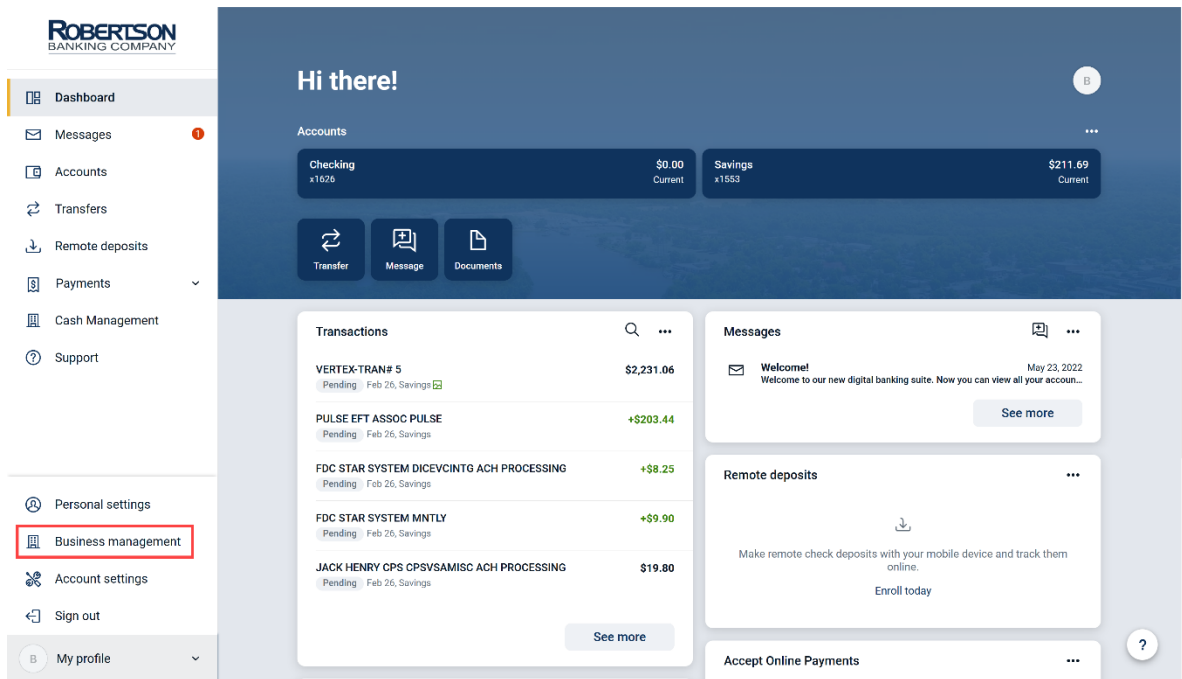 ROBERTSON
BANKING COMPANY
Dashboard
Messages
1
Accounts
Transfers
Remote deposits
Payments
Cash Management
Support
Personal settings
Business management
Account settings
Sign out
B
My profile
Hi there!
B
Accounts
Checking
$0.00
x1626
Current
Savings
$211.69
x1553
Current
Transfer
Message
Documents
Transactions
VERTEX-TRAN# 5
$2,231.06
Pending Feb 26, Savings
PULSE EFT ASSOC PULSE
+$203.44
Pending Feb 26, Savings
FDC STAR SYSTEM DICEVCINTG ACH PROCESSING
+$8.25
Pending Feb 26, Savings
FDC STAR SYSTEM MNTLY
+$9.90
Pending Feb 26, Savings
JACK HENRY CPS CPSVSAMISC ACH PROCESSING
$19.80
Pending Feb 26, Savings
See more
Messages
Welcome!
May 23, 2022
Welcome to our new digital banking suite. Now you can view all your accoun...
See more
Remote deposits
Make remote check deposits with your mobile device and track them
online.
Enroll today
Accept Online Payments
?